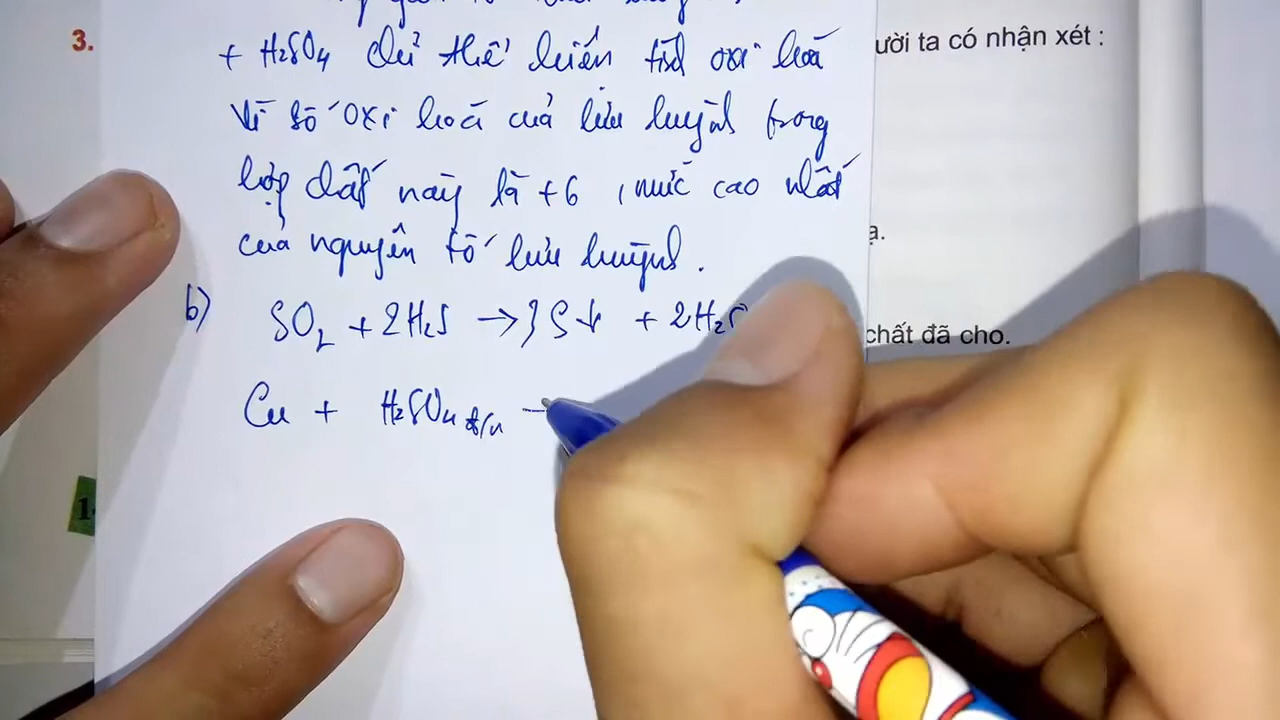 3.
+ H₂SO₄ chỉ thể hiện tính oxi hoá
vì số oxi hoá của lưu huỳnh trong
hợp chất này là +6, mức cao nhất
của nguyên tố lưu huỳnh.
b) SO₂ + 2H₂S → 3S↓ + 2H₂O
Cu + H₂SO₄ đ/n
ười ta có nhận xét :
a.
chất đã cho.